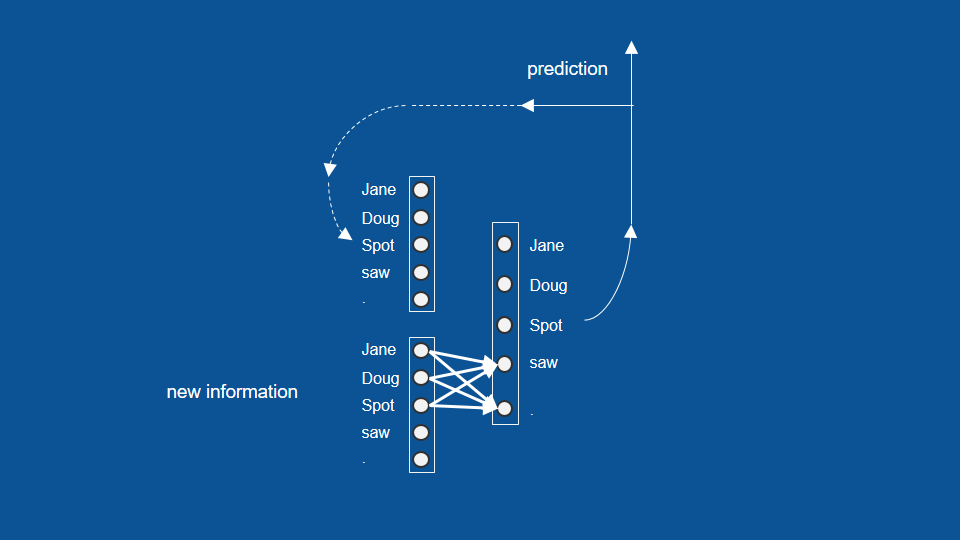 prediction
Jane
Doug
Spot
saw
.
Jane
Doug
Spot
saw
.
new information
Jane
Doug
Spot
saw
.